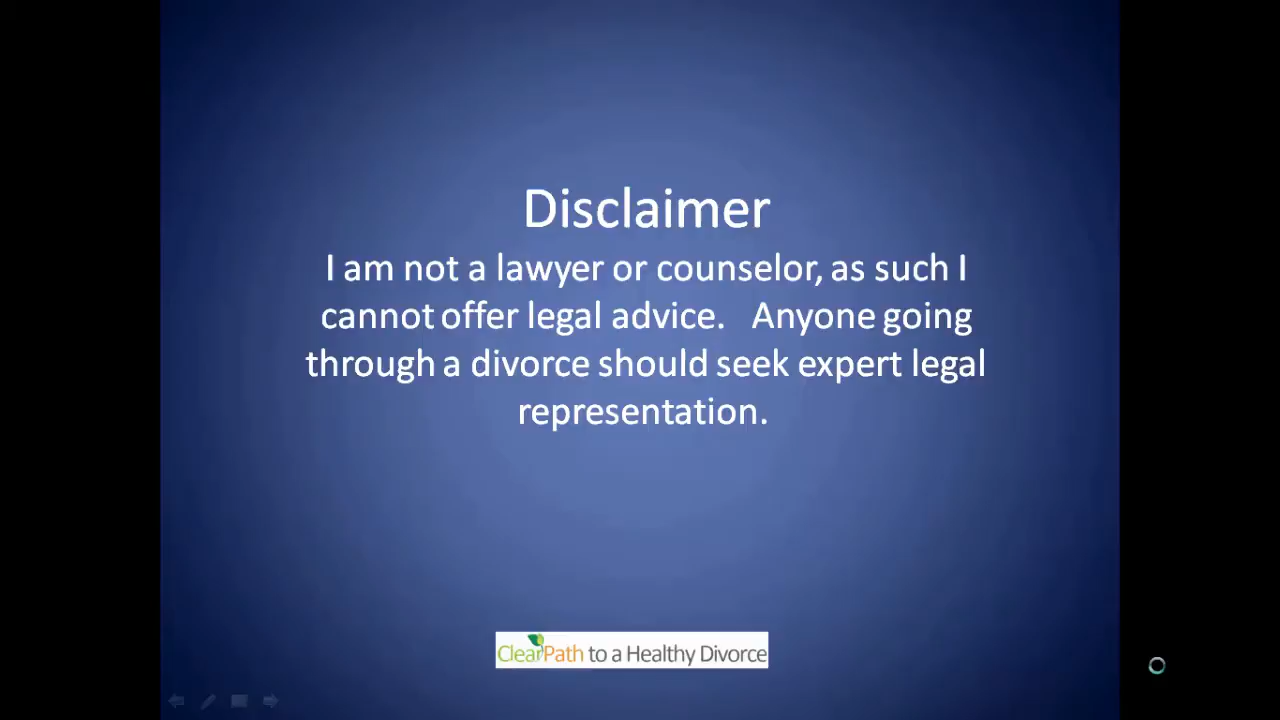 Disclaimer
I am not a lawyer or counselor, as such I
cannot offer legal advice.   Anyone going
through a divorce should seek expert legal
representation.
ClearPath to a Healthy Divorce